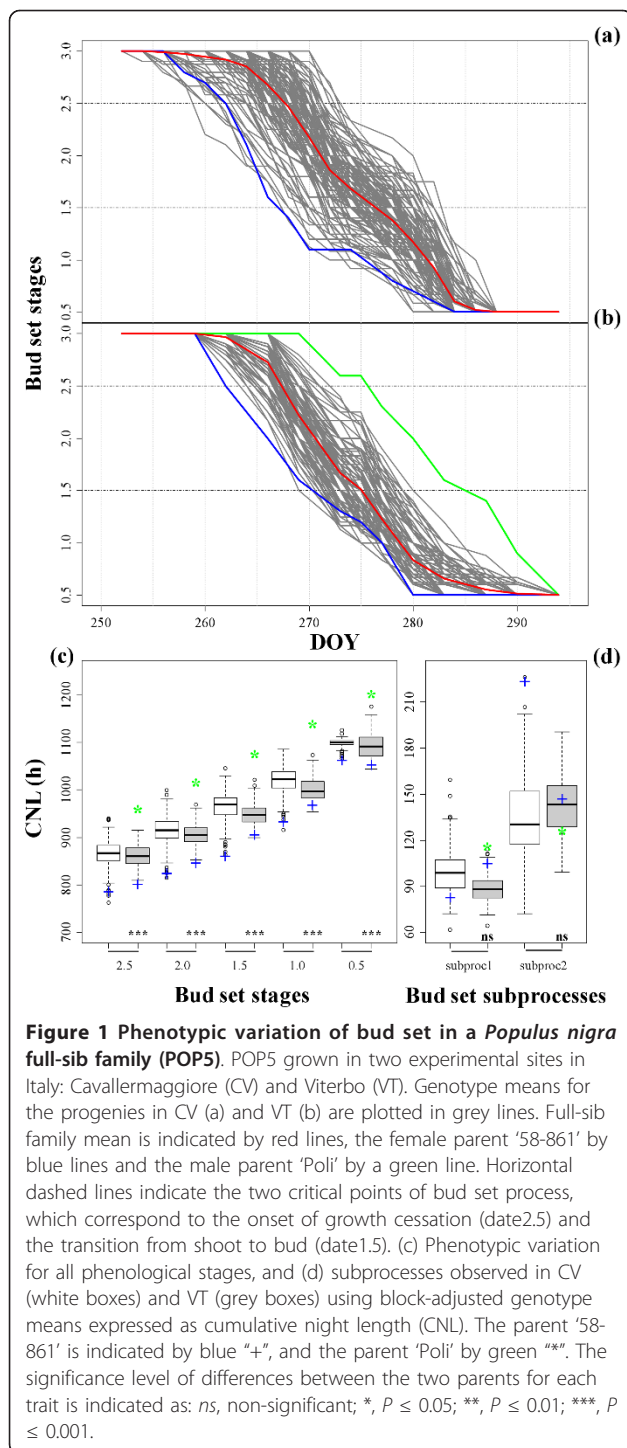 (a)
3.0
2.5
2.0
1.5
1.0
0.5
Bud set stages
(b)
3.0
2.5
2.0
1.5
1.0
0.5
250 260 270 280 290
DOY
(c)
CNL (h)
1200
1100
1000
900
800
700
*** *** *** *** ***
2.5 2.0 1.5 1.0 0.5
Bud set stages
(d)
210
180
150
120
90
60
ns ns
subproc1 subproc2
Bud set subprocesses
Figure 1 Phenotypic variation of bud set in a Populus nigra
full-sib family (POP5). POP5 grown in two experimental sites in
Italy: Cavallermaggiore (CV) and Viterbo (VT). Genotype means for
the progenies in CV (a) and VT (b) are plotted in grey lines. Full-sib
family mean is indicated by red lines, the female parent '58-861' by
blue lines and the male parent 'Poli' by a green line. Horizontal
dashed lines indicate the two critical points of bud set process,
which correspond to the onset of growth cessation (date2.5) and
the transition from shoot to bud (date1.5). (c) Phenotypic variation
for all phenological stages, and (d) subprocesses observed in CV
(white boxes) and VT (grey boxes) using block-adjusted genotype
means expressed as cumulative night length (CNL). The parent '58-
861' is indicated by blue "+", and the parent 'Poli' by green "*". The
significance level of differences between the two parents for each
trait is indicated as: ns, non-significant; *, P ≤ 0.05; **, P ≤ 0.01; ***, P
≤ 0.001.